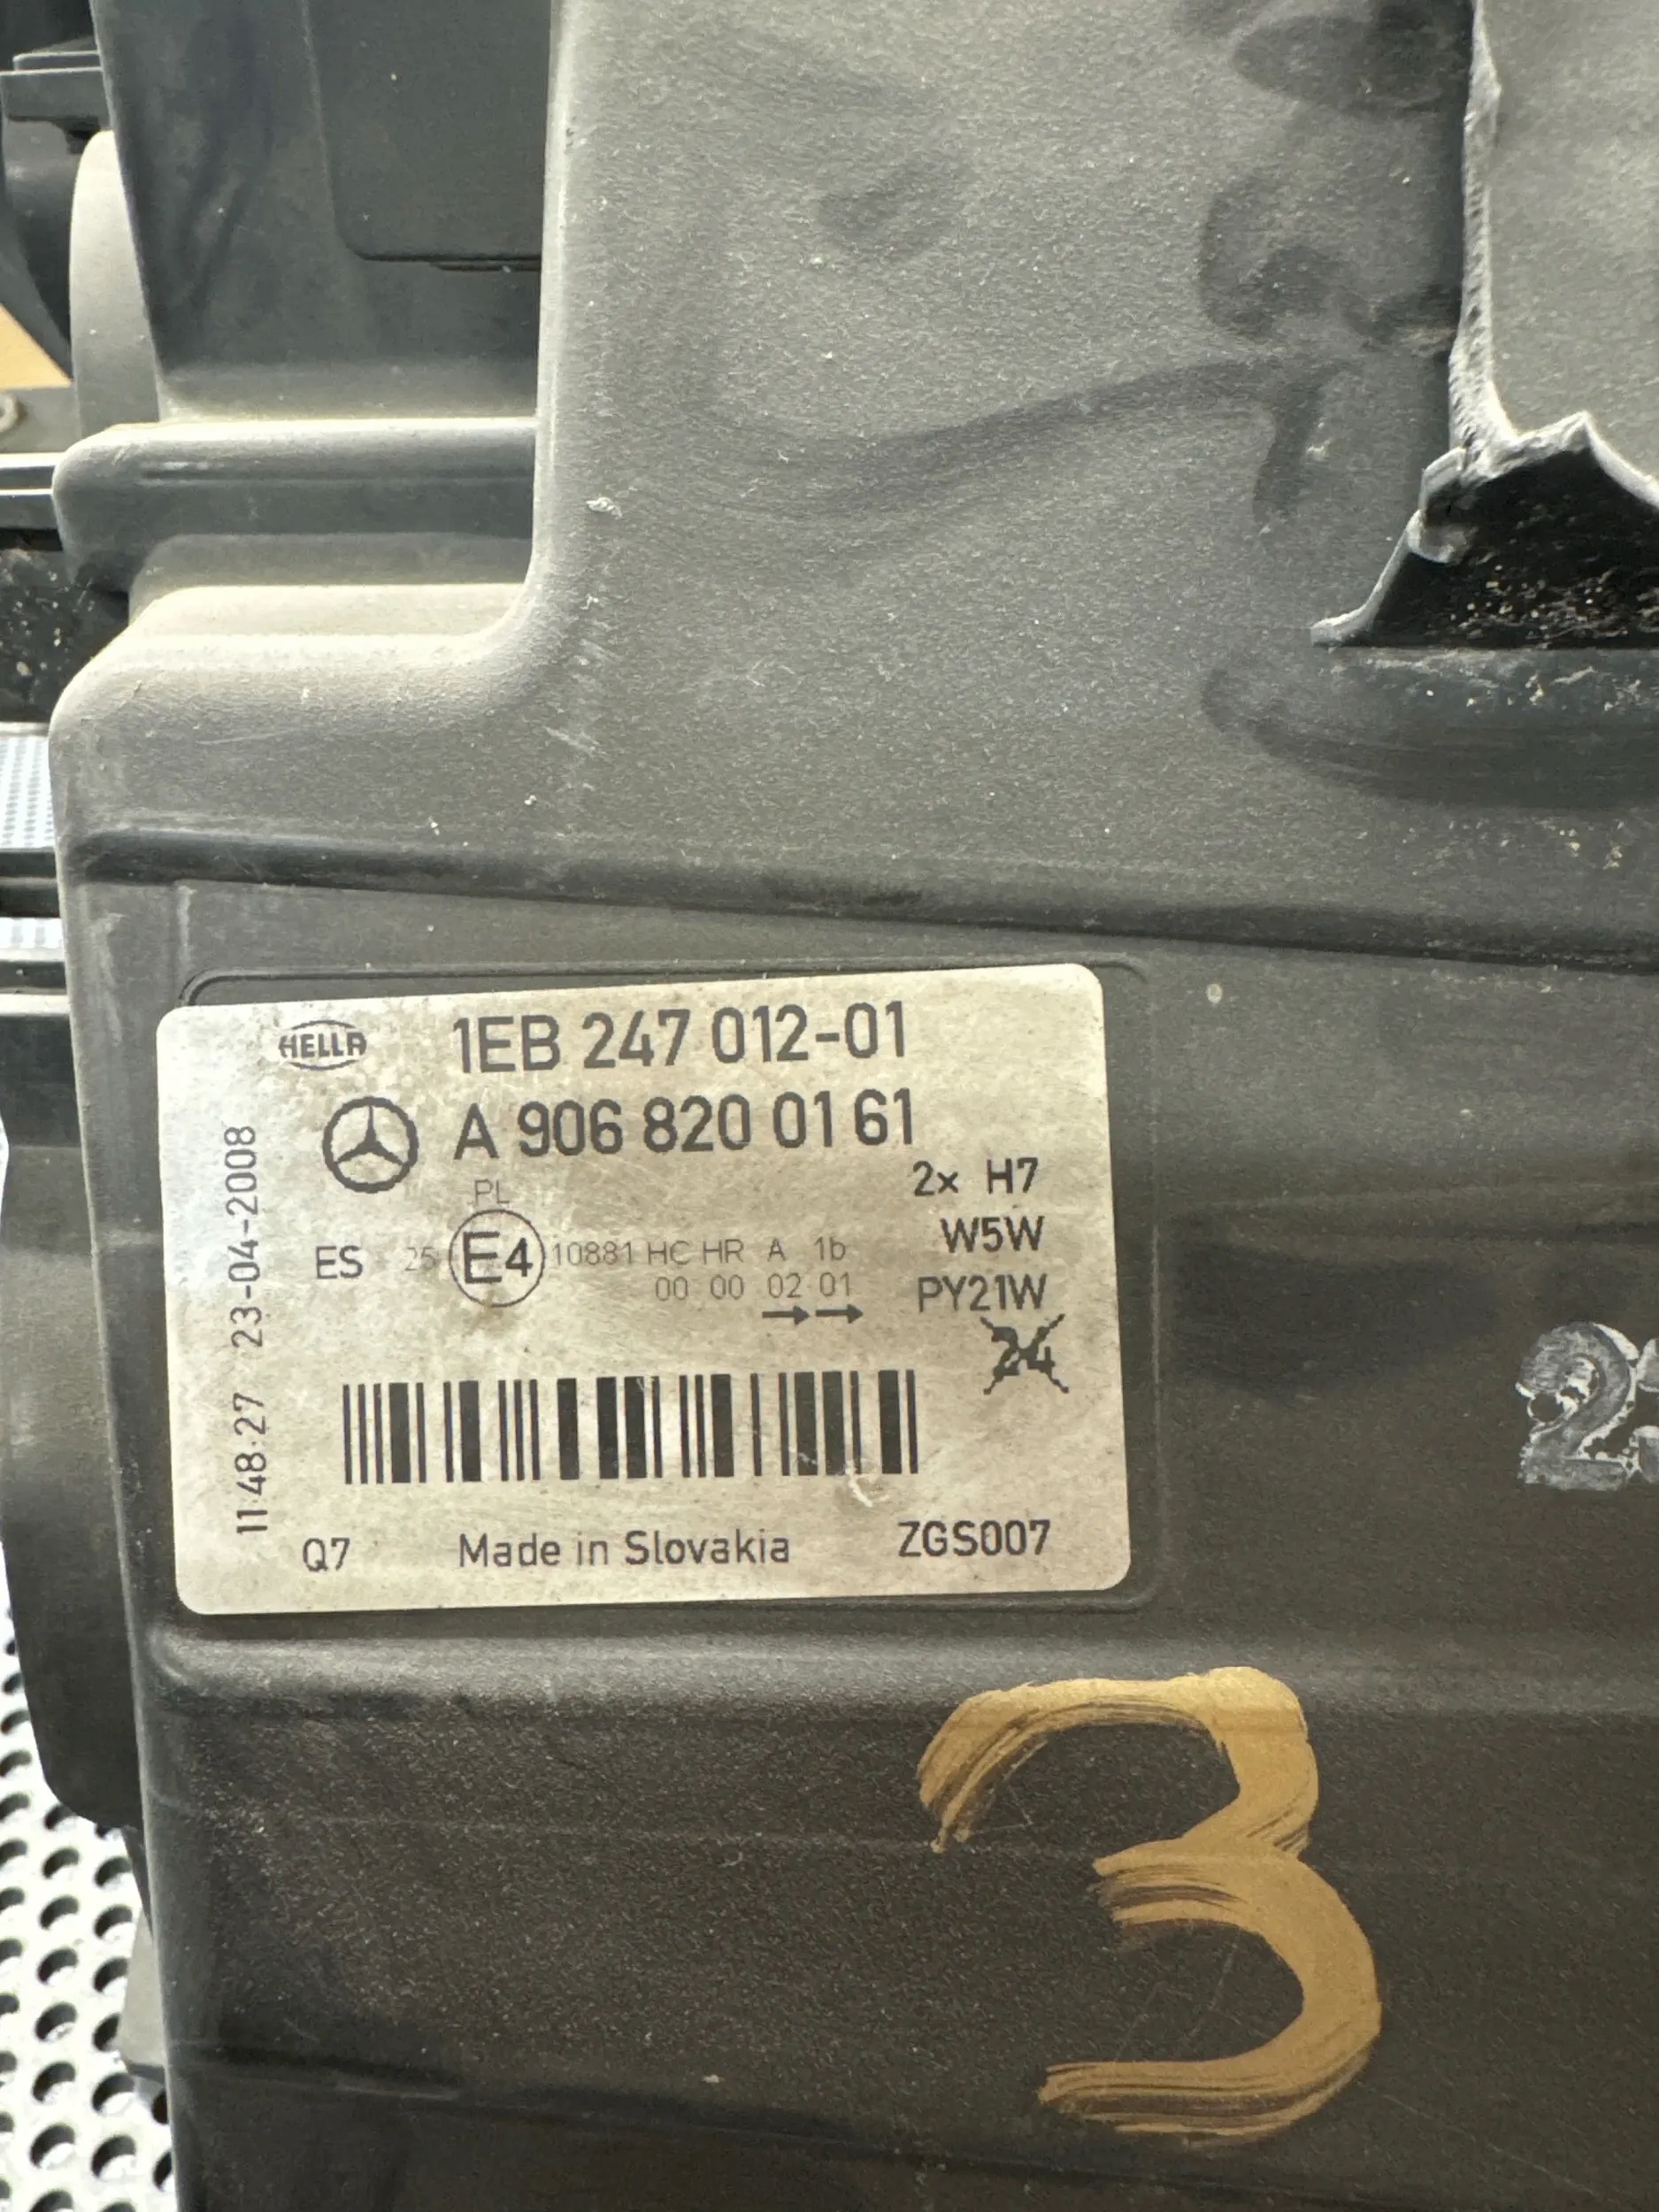 HELLA 1EB 247 012-01
A 906 820 01 61
PL
2x H7
W5W
PY21W
24
ES 25 E4 10881 HC HR A 1b
00 00 02 01
11:48:27 23-04-2008
Q7 Made in Slovakia ZGS007
2
3